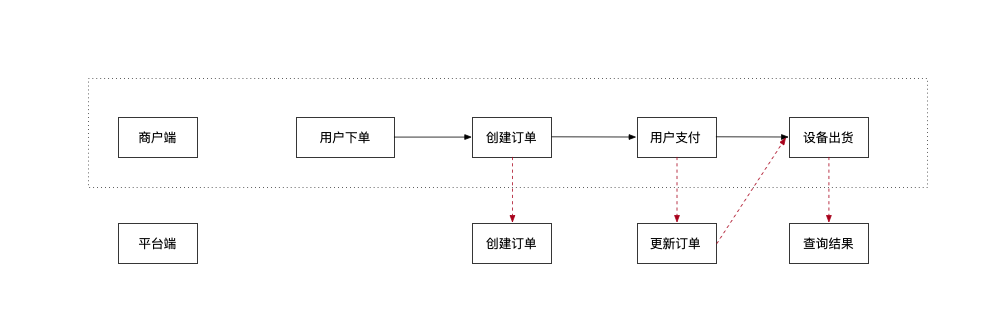 商户端
用户下单
创建订单
用户支付
设备出货
平台端
创建订单
更新订单
查询结果